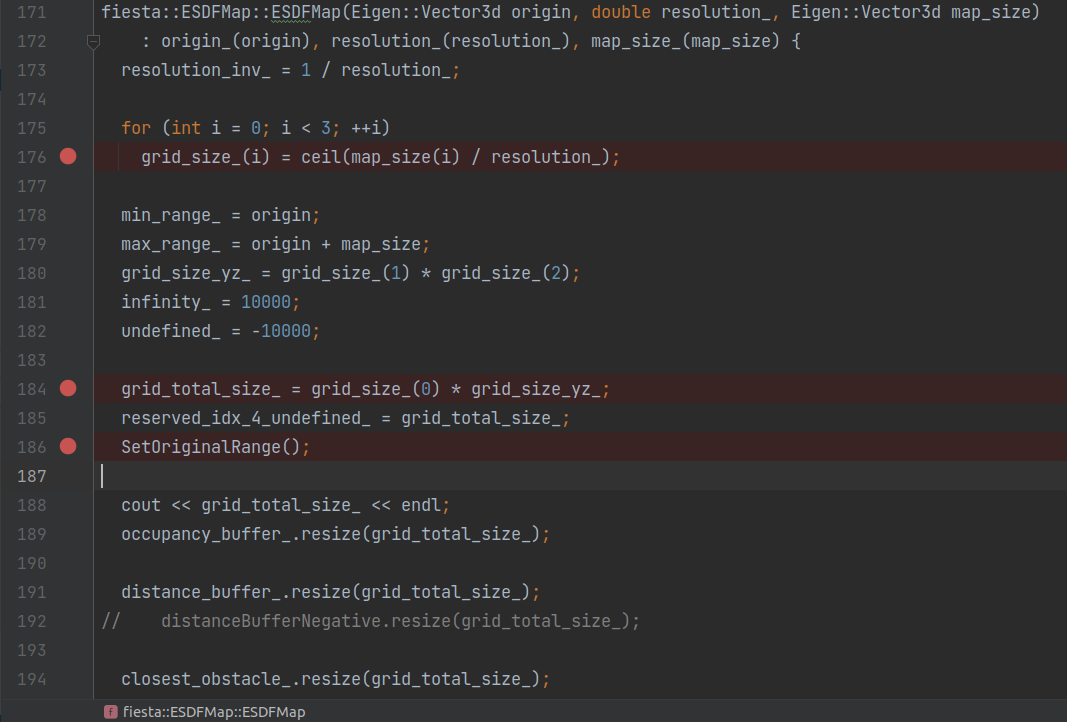 171 fiesta::ESDFMap::ESDFMap(Eigen::Vector3d origin, double resolution_, Eigen::Vector3d map_size)
172     : origin_(origin), resolution_(resolution_), map_size_(map_size) {
173   resolution_inv_ = 1 / resolution_;
174
175   for (int i = 0; i < 3; ++i)
176     grid_size_(i) = ceil(map_size(i) / resolution_);
177
178   min_range_ = origin;
179   max_range_ = origin + map_size;
180   grid_size_yz_ = grid_size_(1) * grid_size_(2);
181   infinity_ = 10000;
182   undefined_ = -10000;
183
184   grid_total_size_ = grid_size_(0) * grid_size_yz_;
185   reserved_idx_4_undefined_ = grid_total_size_;
186   SetOriginalRange();
187
188   cout << grid_total_size_ << endl;
189   occupancy_buffer_.resize(grid_total_size_);
190
191   distance_buffer_.resize(grid_total_size_);
192 //    distanceBufferNegative.resize(grid_total_size_);
193
194   closest_obstacle_.resize(grid_total_size_);
f fiesta::ESDFMap::ESDFMap